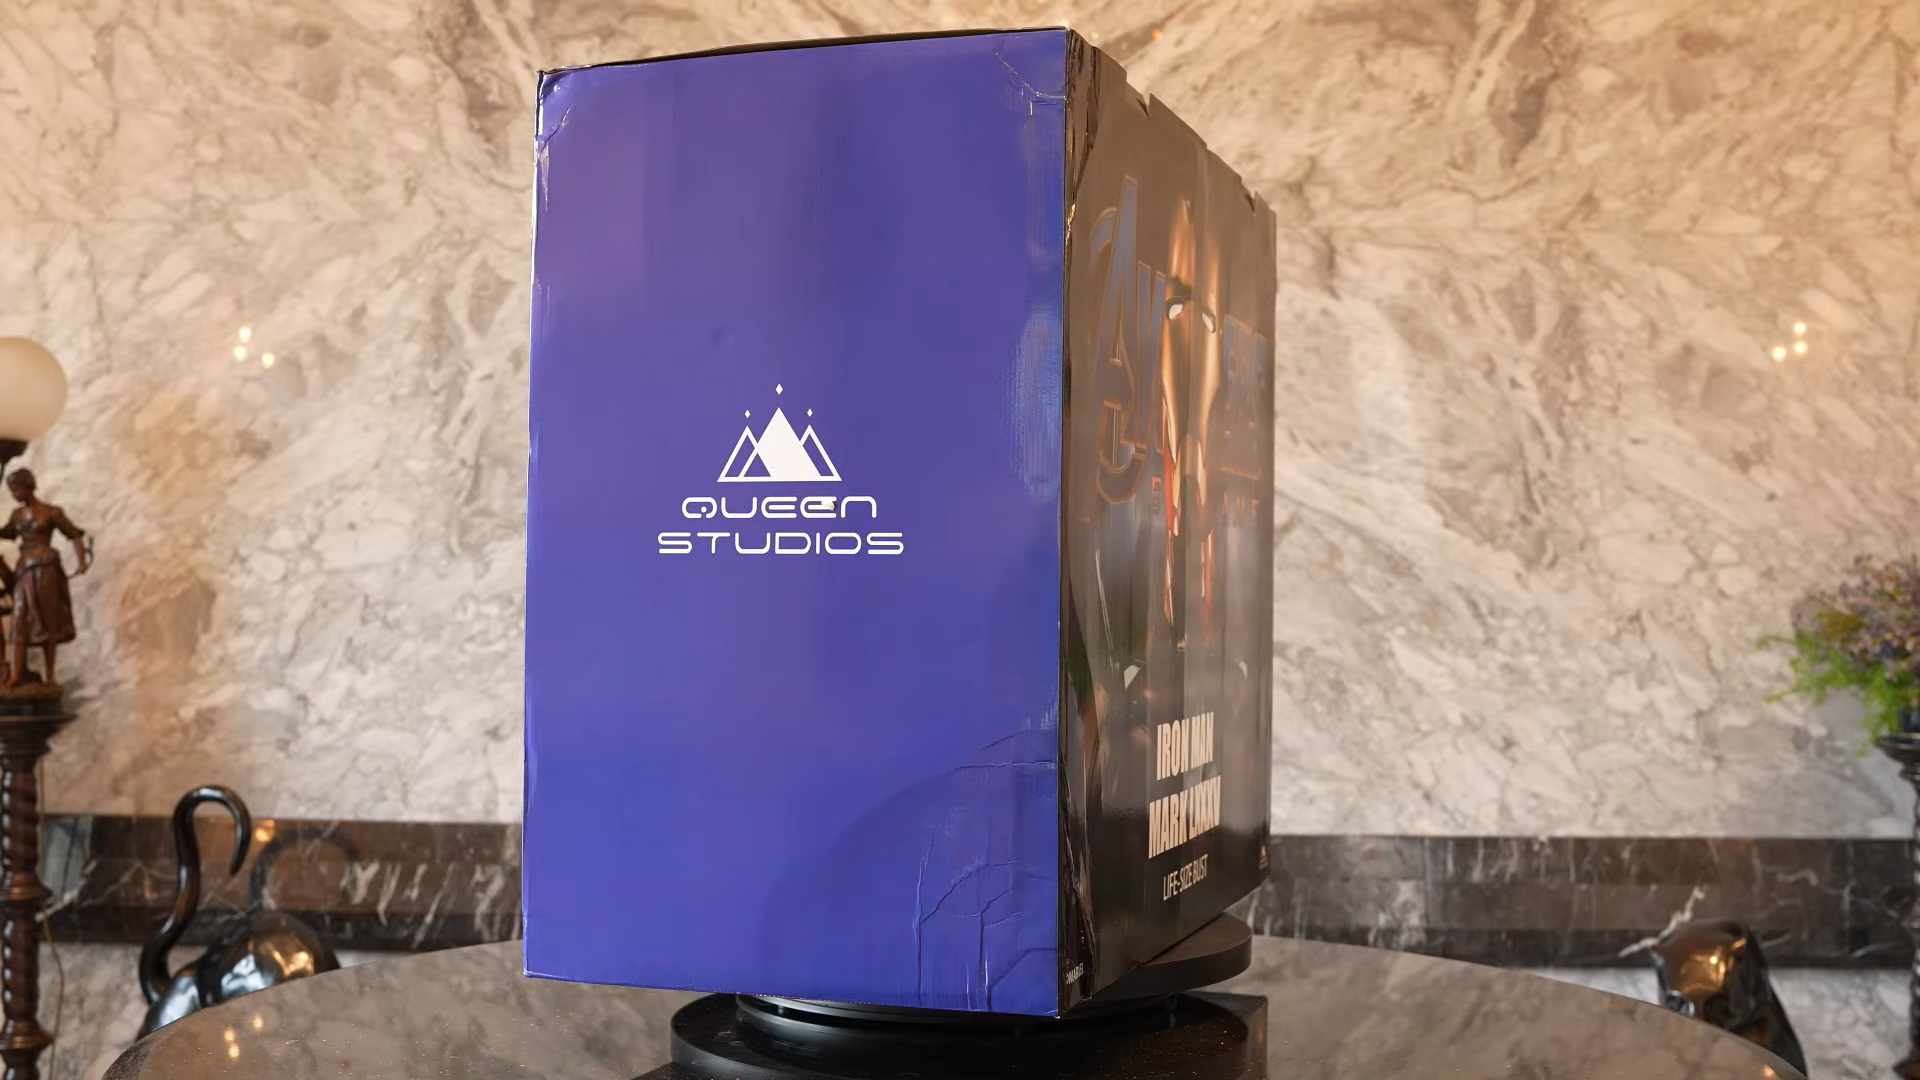 QUEEN
STUDIOS
IRON MAN
MARK LXXXV
LIFE-SIZE BUST